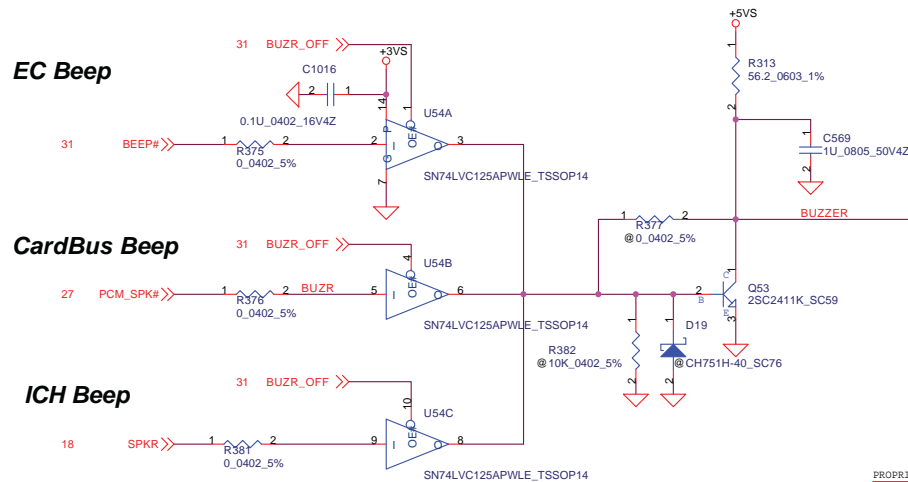 +5VS
31 BUZR_OFF
+3VS
EC Beep
C1016
2 1
1
R313
56.2_0603_1%
2
14
1
U54A
0.1U_0402_16V4Z
P
OE#
31 BEEP#
1 2
2
I
O
3
G
R375
0_0402_5%
7
SN74LVC125APWLE_TSSOP14
1
C569
1U_0805_50V4Z
2
1 2
BUZZER
R377
@0_0402_5%
CardBus Beep
31 BUZR_OFF
4
U54B
OE#
27 PCM_SPK#
1 2
BUZR
5
I
O
6
R376
0_0402_5%
SN74LVC125APWLE_TSSOP14
1
C
2
B
E
3
Q53
2SC2411K_SC59
1
R382
@10K_0402_5%
2
1
D19
@CH751H-40_SC76
2
ICH Beep
31 BUZR_OFF
10
U54C
OE#
18 SPKR
1 2
9
I
O
8
R381
0_0402_5%
SN74LVC125APWLE_TSSOP14
PROPRI